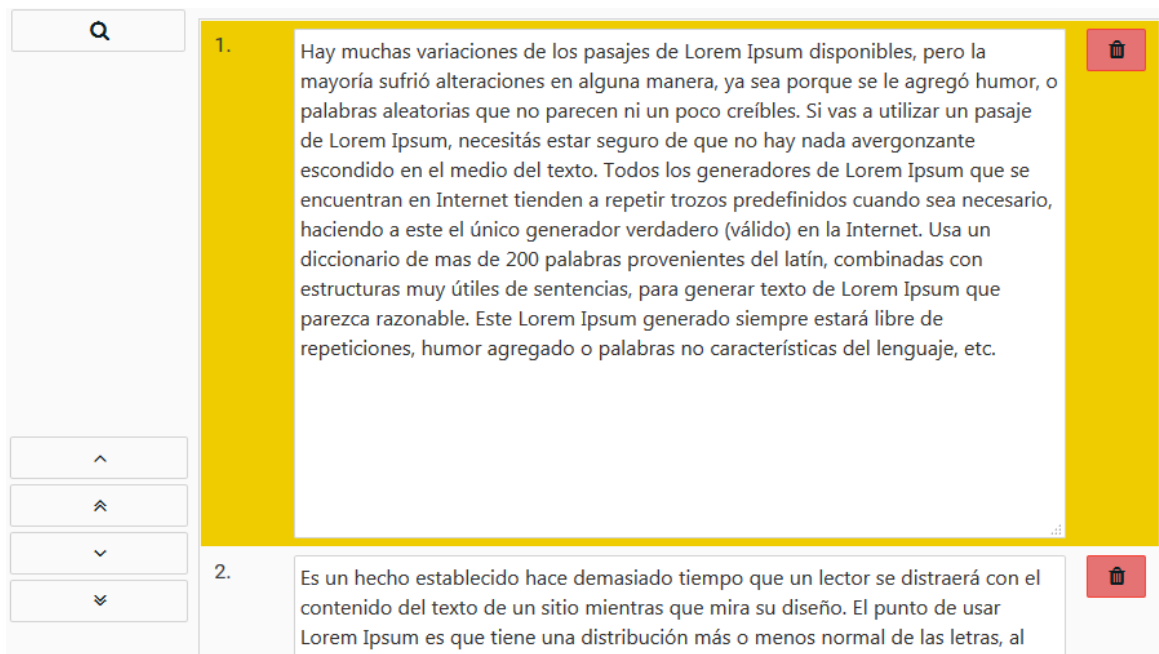 1.
Hay muchas variaciones de los pasajes de Lorem Ipsum disponibles, pero la
mayoría sufrió alteraciones en alguna manera, ya sea porque se le agregó humor, o
palabras aleatorias que no parecen ni un poco creíbles. Si vas a utilizar un pasaje
de Lorem Ipsum, necesitás estar seguro de que no hay nada avergonzante
escondido en el medio del texto. Todos los generadores de Lorem Ipsum que se
encuentran en Internet tienden a repetir trozos predefinidos cuando sea necesario,
haciendo a este el único generador verdadero (válido) en la Internet. Usa un
diccionario de mas de 200 palabras provenientes del latín, combinadas con
estructuras muy útiles de sentencias, para generar texto de Lorem Ipsum que
parezca razonable. Este Lorem Ipsum generado siempre estará libre de
repeticiones, humor agregado o palabras no características del lenguaje, etc.
2.
Es un hecho establecido hace demasiado tiempo que un lector se distraerá con el
contenido del texto de un sitio mientras que mira su diseño. El punto de usar
Lorem Ipsum es que tiene una distribución más o menos normal de las letras, al